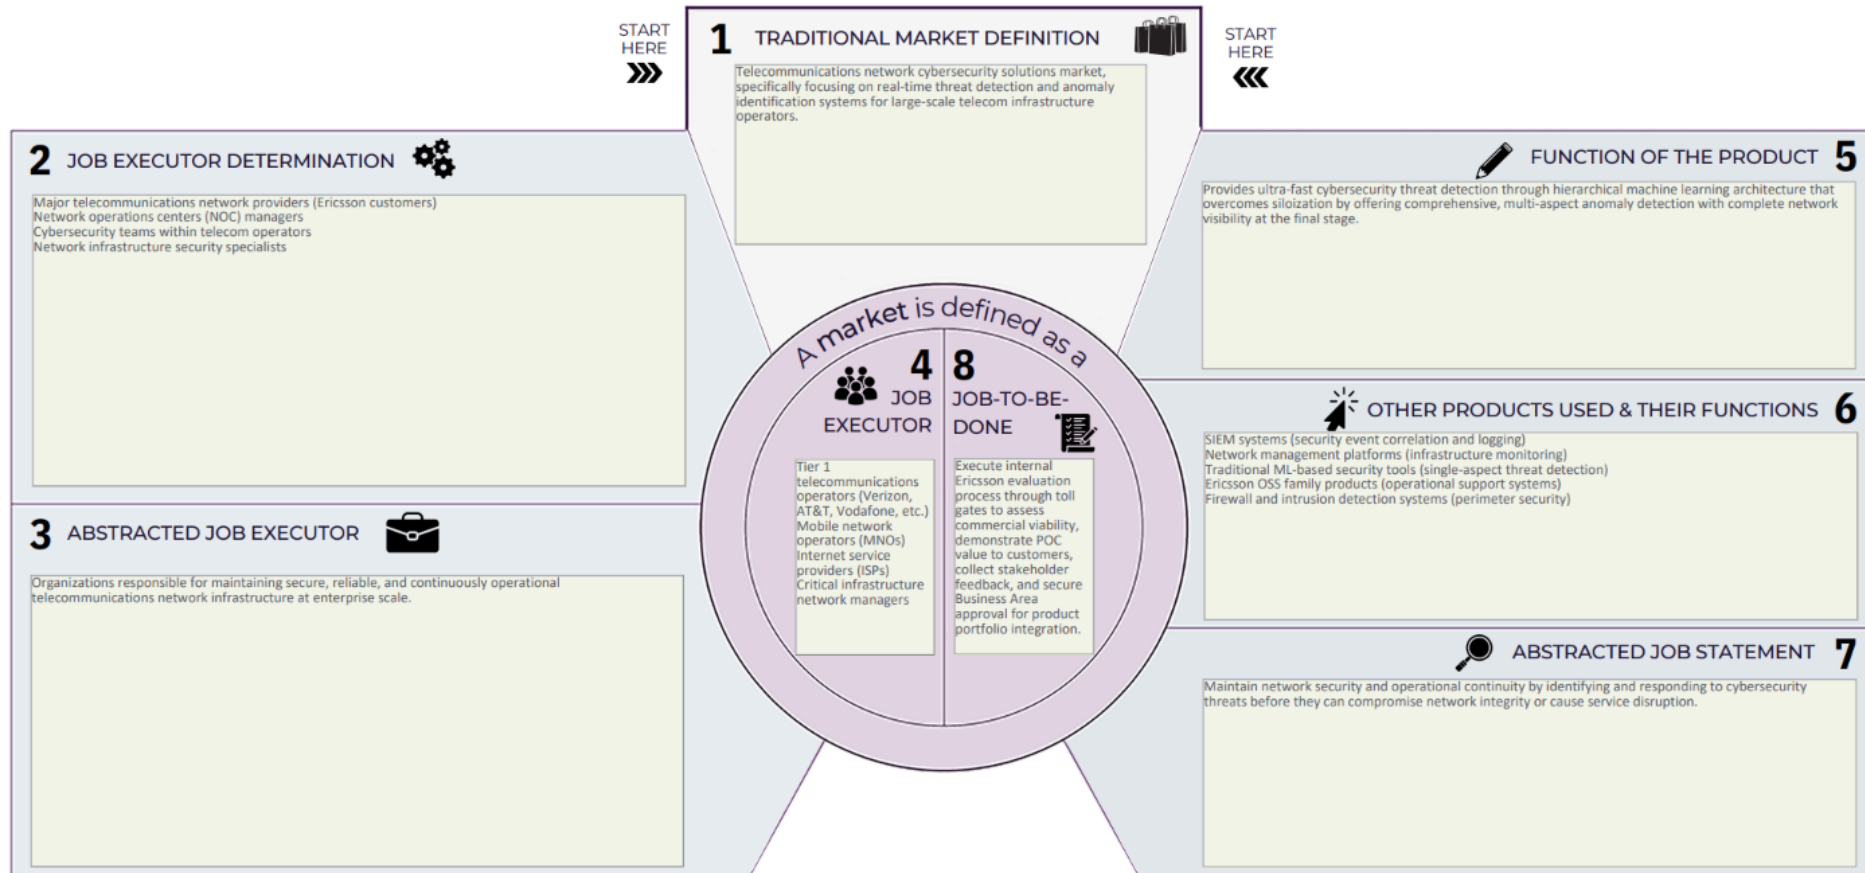 START
HERE
1 TRADITIONAL MARKET DEFINITION
START
HERE
Telecommunications network cybersecurity solutions market,
specifically focusing on real-time threat detection and anomaly
identification systems for large-scale telecom infrastructure
operators.
2 JOB EXECUTOR DETERMINATION
Major telecommunications network providers (Ericsson customers)
Network operations centers (NOC) managers
Cybersecurity teams within telecom operators
Network infrastructure security specialists
3 ABSTRACTED JOB EXECUTOR
Organizations responsible for maintaining secure, reliable, and continuously operational
telecommunications network infrastructure at enterprise scale.
A market is defined as a
4
JOB
EXECUTOR
Tier 1
telecommunications
operators (Verizon,
AT&T, Vodafone, etc.)
Mobile network
operators (MNOs)
Internet service
providers (ISPs)
Critical infrastructure
network managers
8
JOB-TO-BE-
DONE
Execute internal
Ericsson evaluation
process through toll
gates to assess
commercial viability,
demonstrate POC
value to customers,
collect stakeholder
feedback, and secure
Business Area
approval for product
portfolio integration.
FUNCTION OF THE PRODUCT 5
Provides ultra-fast cybersecurity threat detection through hierarchical machine learning architecture that
overcomes siloization by offering comprehensive, multi-aspect anomaly detection with complete network
visibility at the final stage.
OTHER PRODUCTS USED & THEIR FUNCTIONS 6
SIEM systems (security event correlation and logging)
Network management platforms (infrastructure monitoring)
Traditional ML-based security tools (single-aspect threat detection)
Ericsson OSS family products (operational support systems)
Firewall and intrusion detection systems (perimeter security)
ABSTRACTED JOB STATEMENT 7
Maintain network security and operational continuity by identifying and responding to cybersecurity
threats before they can compromise network integrity or cause service disruption.